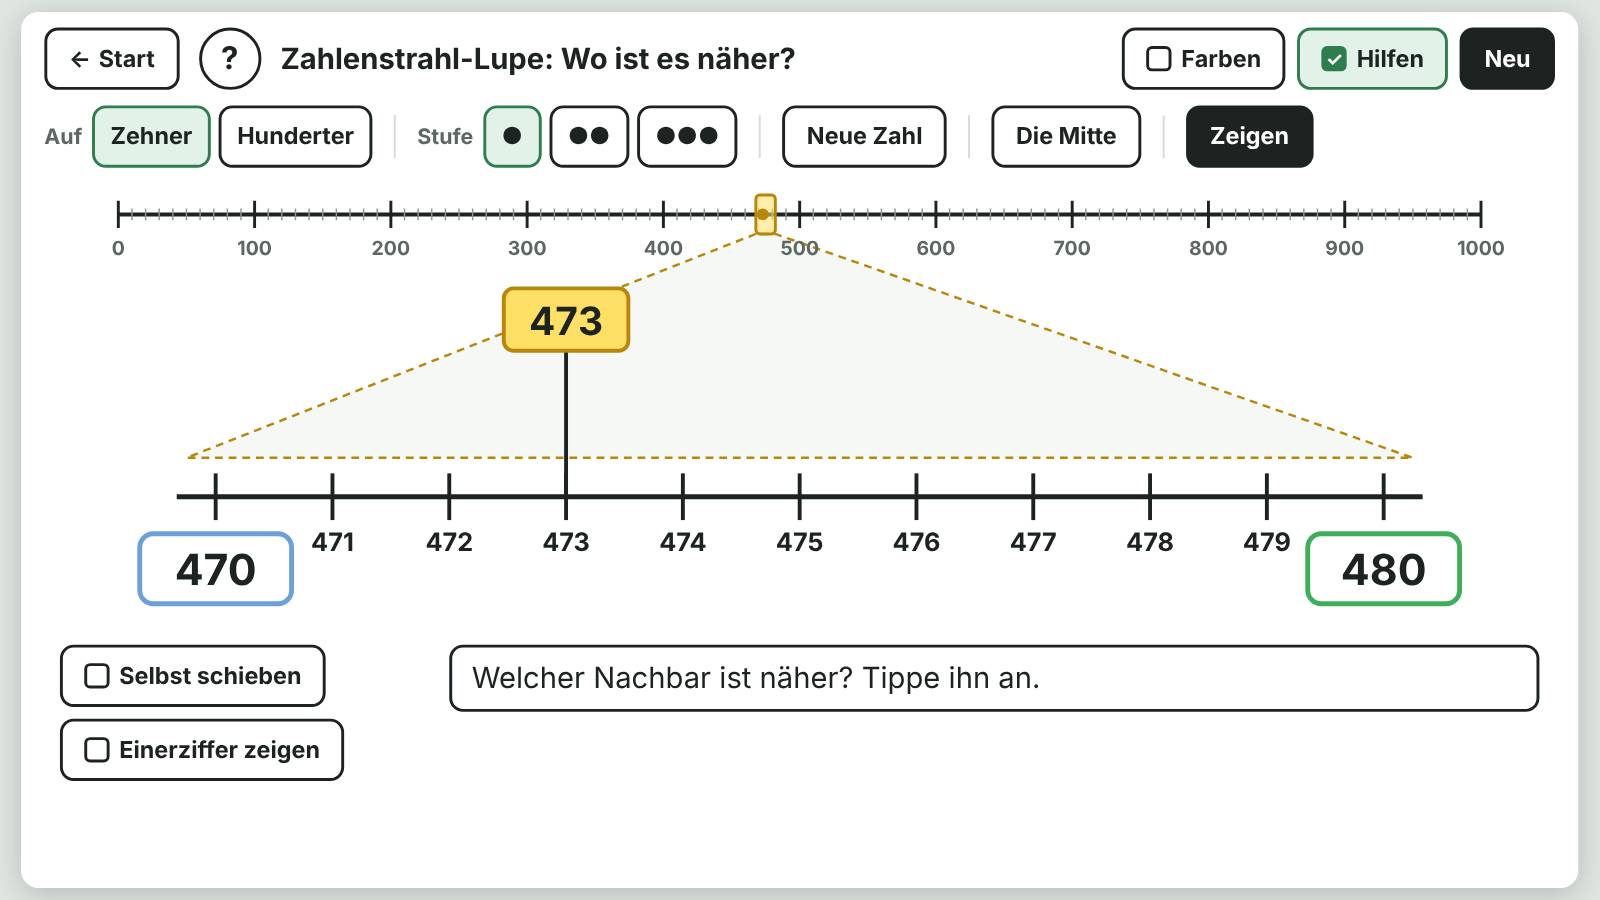 ← Start ? Zahlenstrahl-Lupe: Wo ist es näher? Farben Hilfen Neu
Auf Zehner Hunderter Stufe Neue Zahl Die Mitte Zeigen
0 100 200 300 400 500 600 700 800 900 1000
473
471 472 473 474 475 476 477 478 479
470 480
Selbst schieben Welcher Nachbar ist näher? Tippe ihn an.
Einerziffer zeigen